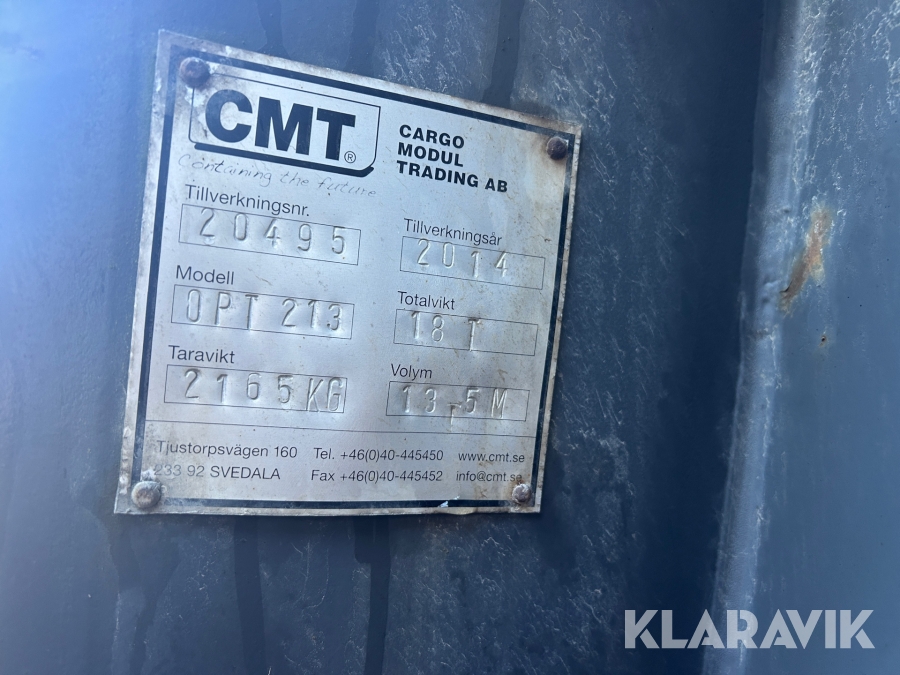 CMT®
CARGO
MODUL
TRADING AB
Containing the future
Tillverkningsnr.
20495
Tillverkningsår
2014
Modell
OPT 213
Totalvikt
18 T
Taravikt
2165KG
Volym
13,5M
Tjustorpsvägen 160 Tel. +46(0)40-445450 www.cmt.se
233 92 SVEDALA Fax +46(0)40-445452 info@cmt.se
KLARAVIK